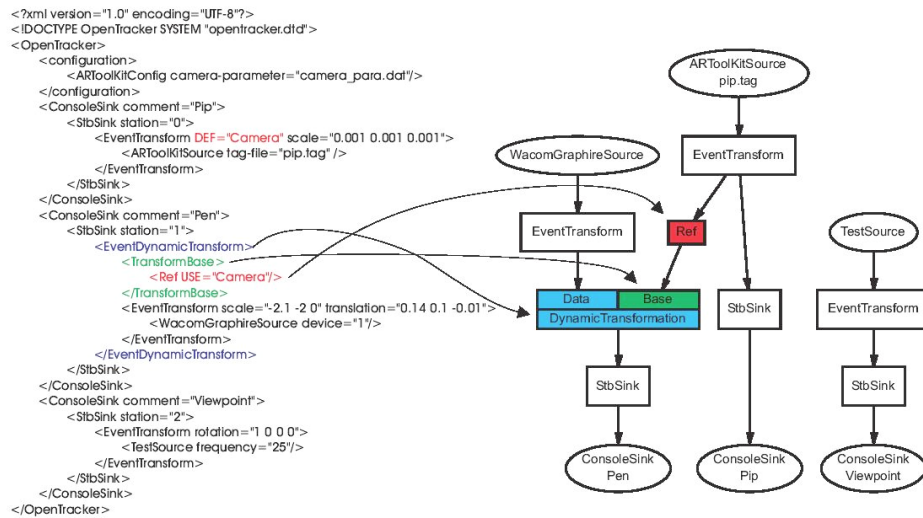 <?xml version="1.0" encoding="UTF-8"?>
<!DOCTYPE OpenTracker SYSTEM "opentracker.dtd">
<OpenTracker>
<configuration>
<ARToolKitConfig camera-parameter="camera_para.dat"/>
</configuration>
<ConsoleSink comment="Pip">
<StbSink station="0">
<EventTransform DEF="Camera" scale="0.001 0.001 0.001">
<ARToolKitSource tag-file="pip.tag" />
</EventTransform>
</StbSink>
</ConsoleSink>
<ConsoleSink comment="Pen">
<StbSink station="1">
<EventDynamicTransform>
<TransformBase>
<Ref USE="Camera"/>
</TransformBase>
<EventTransform scale="-2.1 -2 0" translation="0.14 0.1 -0.01">
<WacomGraphireSource device="1"/>
</EventTransform>
</EventDynamicTransform>
</StbSink>
</ConsoleSink>
<ConsoleSink comment="Viewpoint">
<StbSink station="2">
<EventTransform rotation="1 0 0 0">
<TestSource frequency="25"/>
</EventTransform>
</StbSink>
</ConsoleSink>
</OpenTracker>
ARToolKitSource
pip.tag
WacomGraphireSource
EventTransform
EventTransform
Ref
TestSource
Data
Base
DynamicTransformation
StbSink
EventTransform
StbSink
StbSink
ConsoleSink
Pen
ConsoleSink
Pip
ConsoleSink
Viewpoint